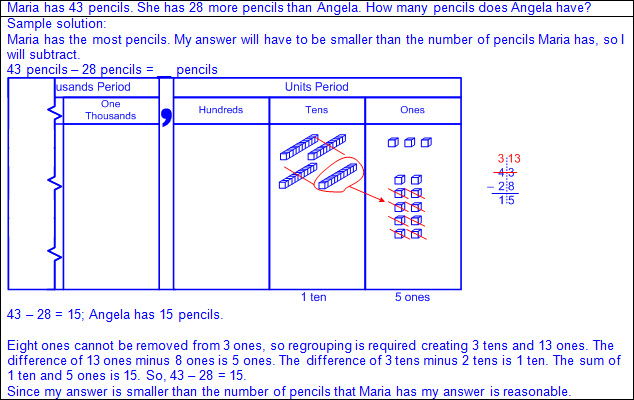 Maria has 43 pencils. She has 28 more pencils than Angela. How many pencils does Angela have?
Sample solution:
Maria has the most pencils. My answer will have to be smaller than the number of pencils Maria has, so I
will subtract.
43 pencils – 28 pencils = __ pencils
usands Period , Units Period
One
Thousands
Hundreds
Tens
Ones
3 13
4 3
– 2 8
1 5
1 ten
5 ones
43 – 28 = 15; Angela has 15 pencils.
Eight ones cannot be removed from 3 ones, so regrouping is required creating 3 tens and 13 ones. The
difference of 13 ones minus 8 ones is 5 ones. The difference of 3 tens minus 2 tens is 1 ten. The sum of
1 ten and 5 ones is 15. So, 43 – 28 = 15.
Since my answer is smaller than the number of pencils that Maria has my answer is reasonable.